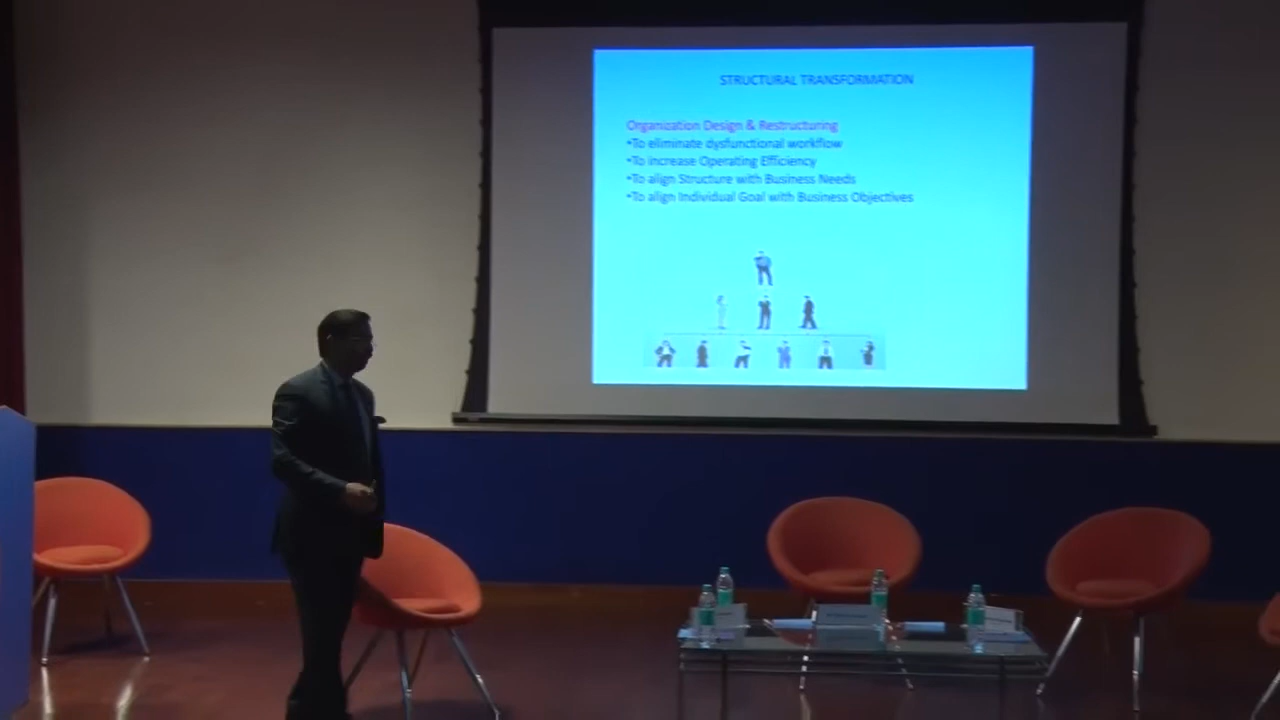 STRUCTURAL TRANSFORMATION
Organization Design & Restructuring
•To eliminate dysfunctional workflow
•To increase Operating Efficiency
•To align Structure with Business Needs
•To align Individual Goal with Business Objectives